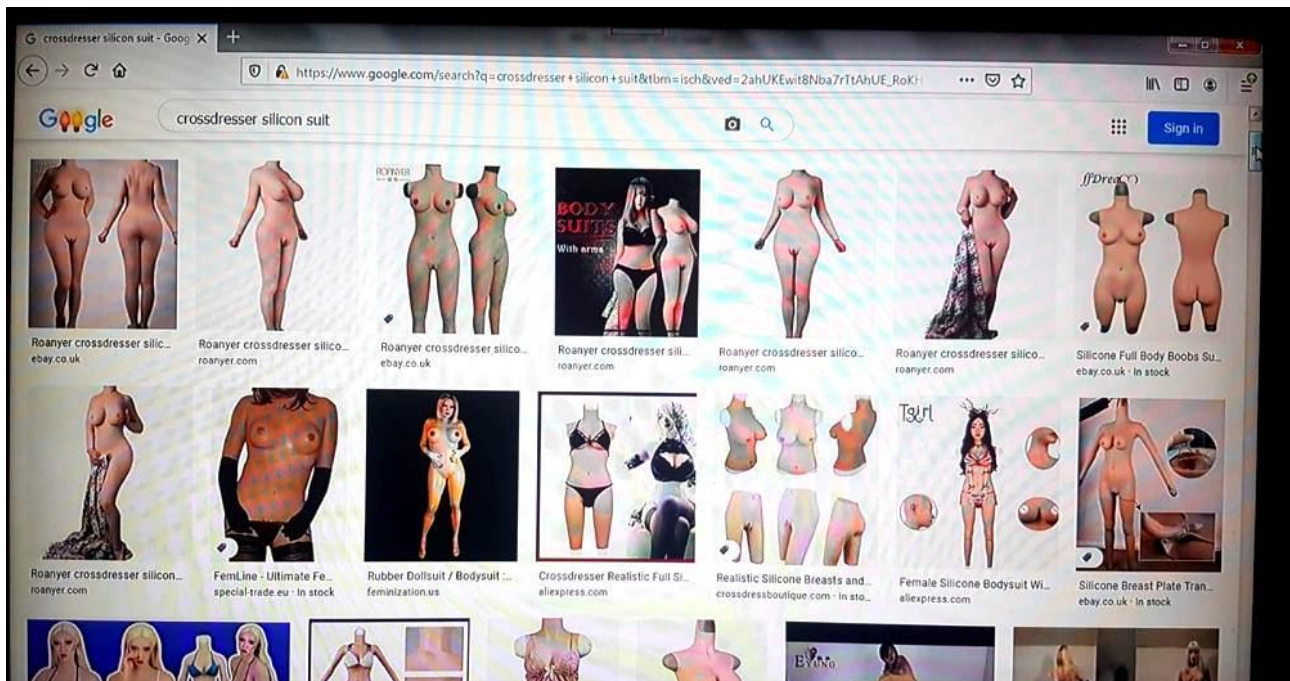 crossdresser silicon suit - Goog
https://www.google.com/search?q=crossdresser+silicon+suit&tbm=isch&ved=2ahUKEwit8Nba7rTtAhUE_RoKH
Google
crossdresser silicon suit
Sign in
ROANYER
BODY
SUITS
With arms
Roanyer crossdresser silic...
ebay.co.uk
Roanyer crossdresser silico...
roanyer.com
Roanyer crossdresser silico...
ebay.co.uk
Roanyer crossdresser sili...
roanyer.com
Roanyer crossdresser silico...
roanyer.com
Roanyer crossdresser silico...
roanyer.com
Silicone Full Body Boobs Su...
ebay.co.uk · In stock
Tgirl
Roanyer crossdresser silicon...
roanyer.com
FemLine - Ultimate Fe...
special-trade.eu · In stock
Rubber Dollsuit / Bodysuit :...
feminization.us
Crossdresser Realistic Full Si...
aliexpress.com
Realistic Silicone Breasts and...
crossdressboutique.com · In sto...
Female Silicone Bodysuit Wi...
aliexpress.com
Silicone Breast Plate Tran...
ebay.co.uk · In stock
EYUNG